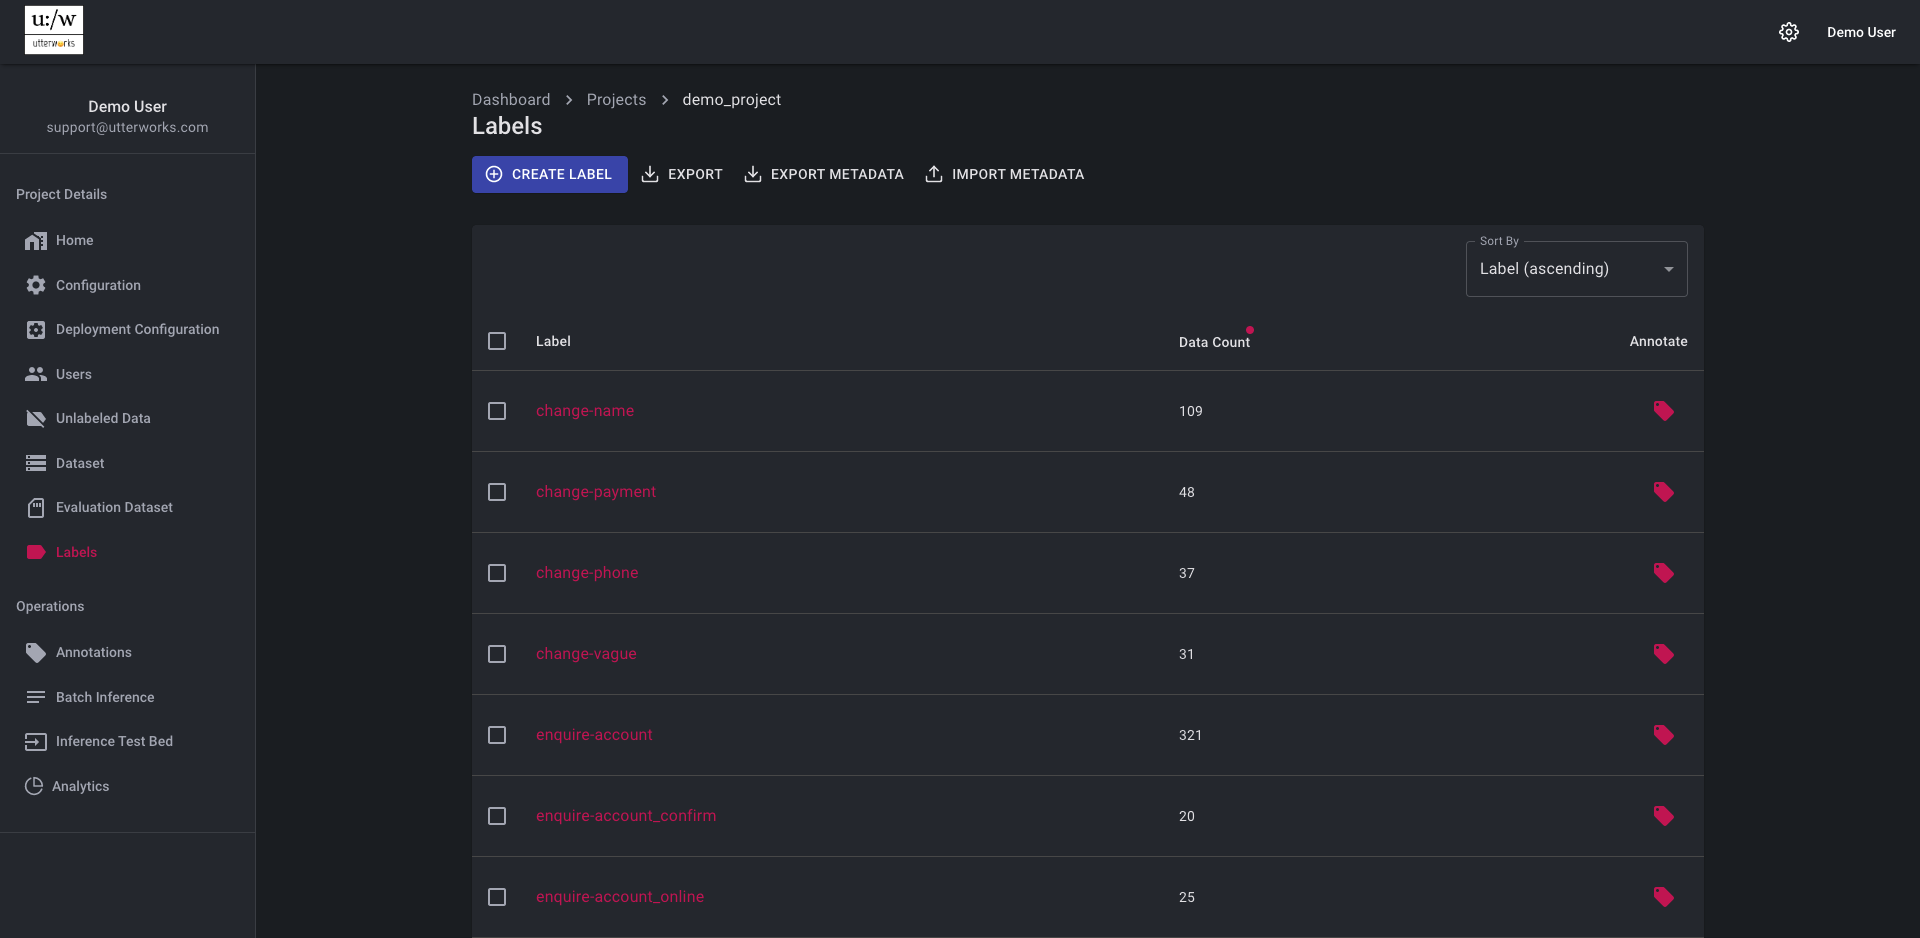 u:/w
utterworks
Demo User
Demo User
support@utterworks.com
Project Details
Home
Configuration
Deployment Configuration
Users
Unlabeled Data
Dataset
Evaluation Dataset
Labels
Operations
Annotations
Batch Inference
Inference Test Bed
Analytics
Dashboard > Projects > demo_project
Labels
CREATE LABEL EXPORT EXPORT METADATA IMPORT METADATA
Sort By
Label (ascending)
Label Data Count Annotate
change-name 109
change-payment 48
change-phone 37
change-vague 31
enquire-account 321
enquire-account_confirm 20
enquire-account_online 25